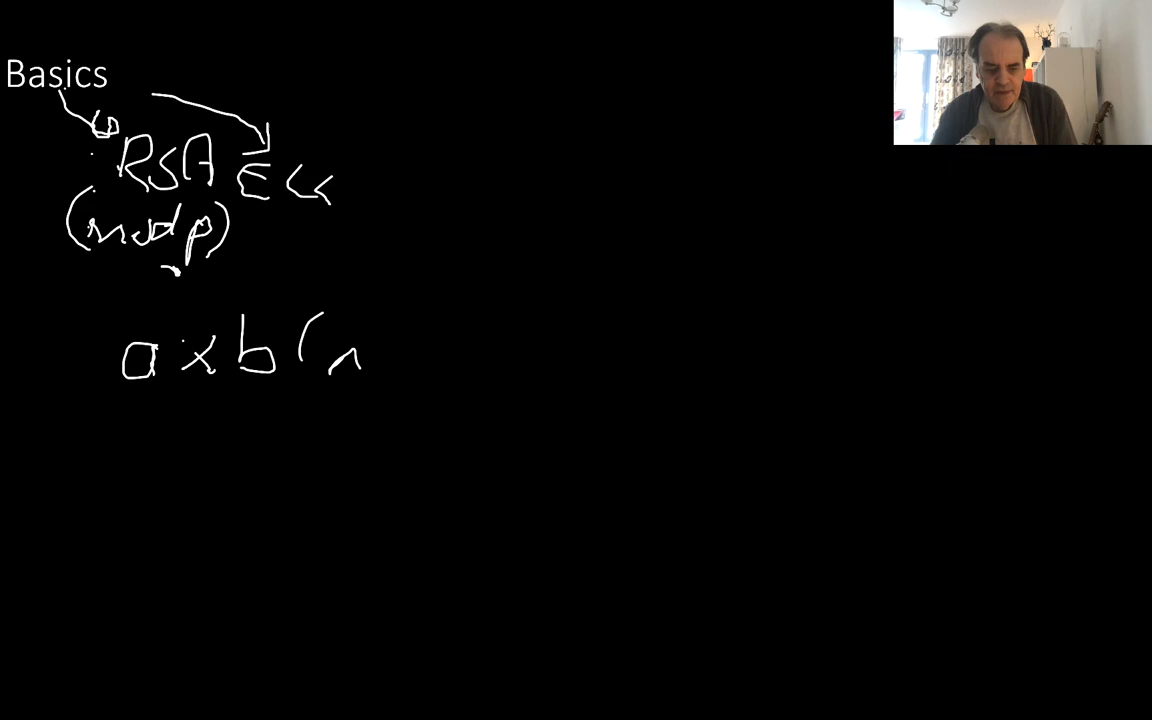 Basics
RSA ECC
(mod p)
a x b (